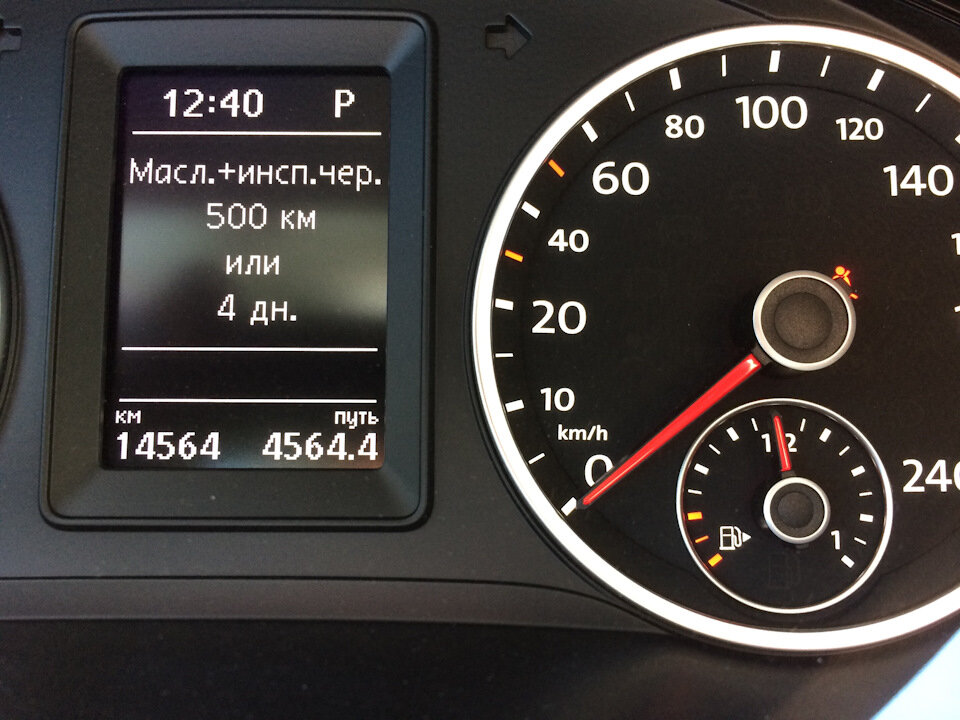 12:40 P
Масл.+инсп.чер.
500 км
или
4 дн.
км путь
14564 4564.4
0
10
20
40
60
80
100
120
140
240
km/h
1/2
1